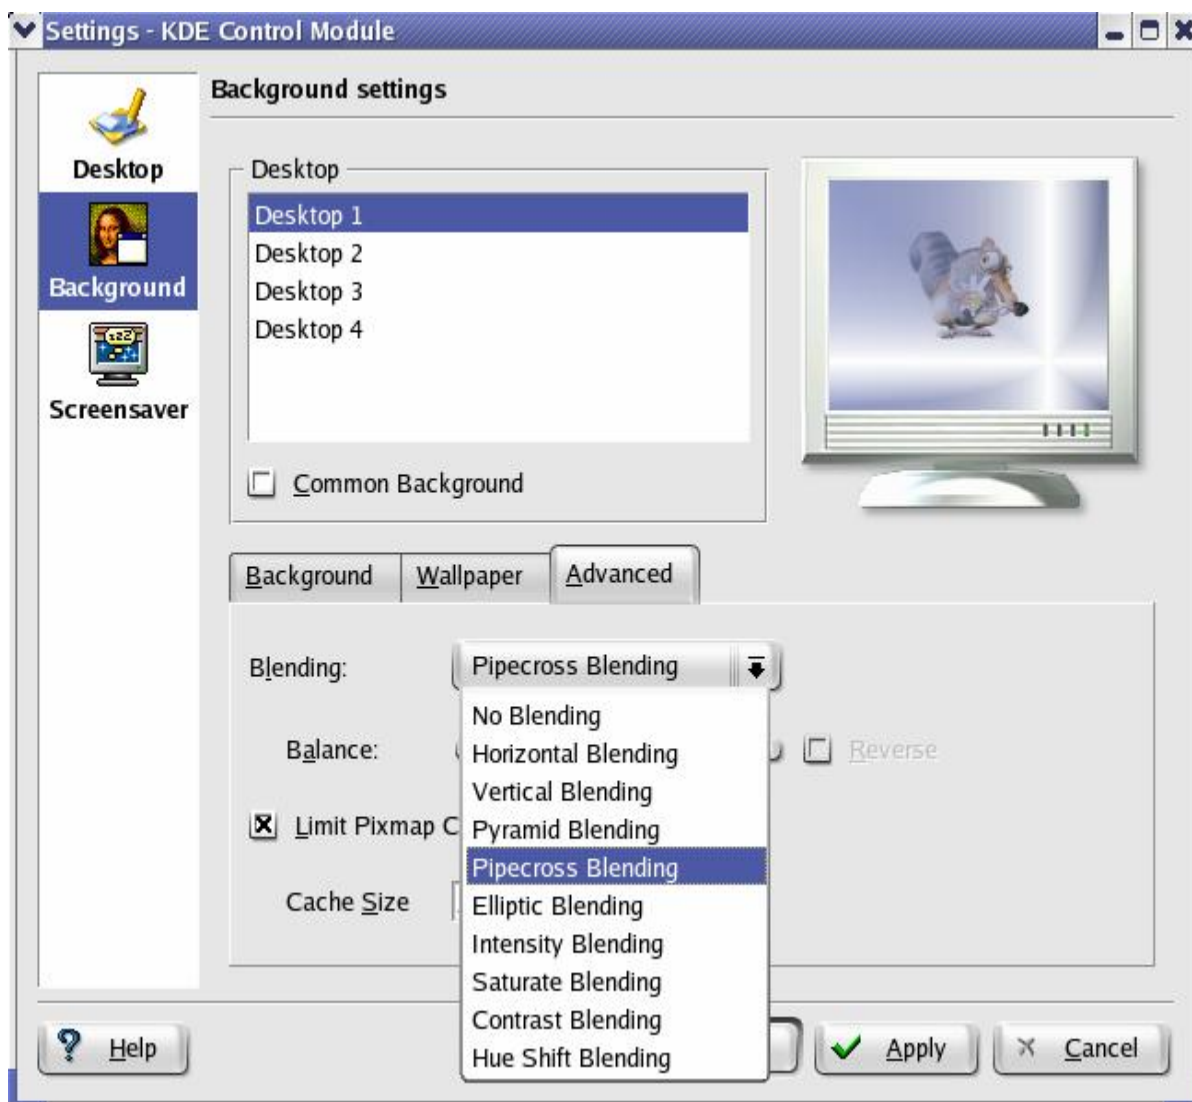 Settings - KDE Control Module
Background settings
Desktop
Background
Screensaver
Desktop
Desktop 1
Desktop 2
Desktop 3
Desktop 4
Common Background
Background Wallpaper Advanced
Blending: Pipecross Blending
No Blending
Horizontal Blending
Balance: Reverse
Vertical Blending
Limit Pixmap C
Pyramid Blending
Pipecross Blending
Cache Size
Elliptic Blending
Intensity Blending
Saturate Blending
Contrast Blending
Hue Shift Blending
Help Apply Cancel